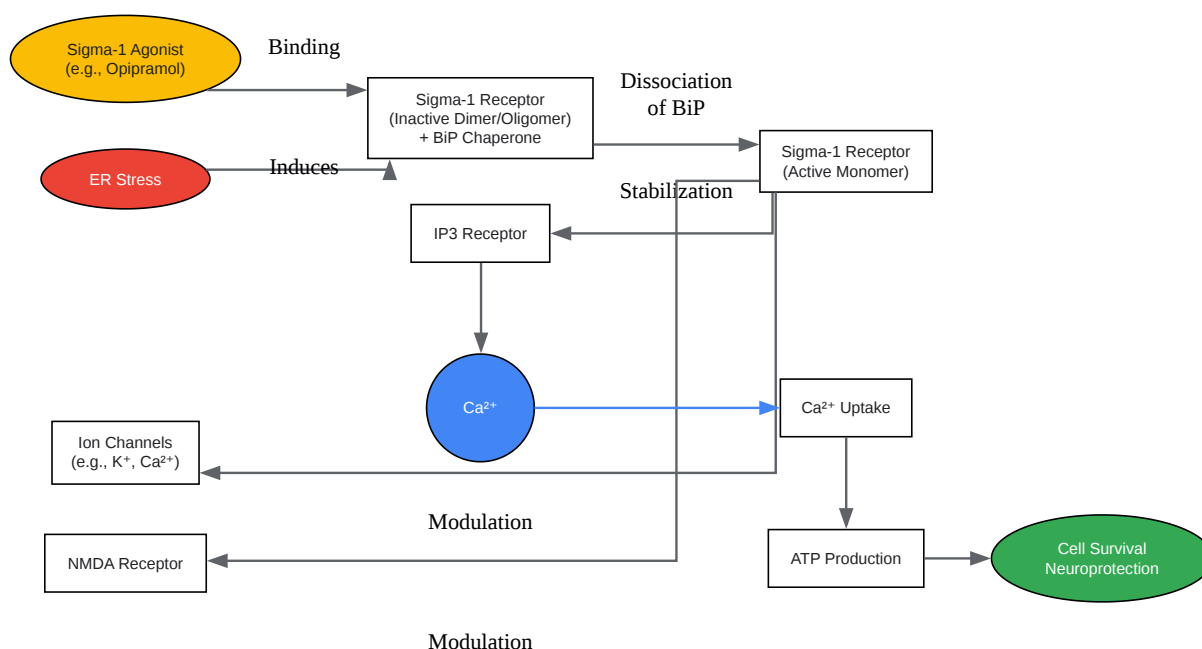 Sigma-1 Agonist
(e.g., Opipramol)
Binding
Sigma-1 Receptor
(Inactive Dimer/Oligomer)
+ BiP Chaperone
Dissociation
of BiP
Sigma-1 Receptor
(Active Monomer)
ER Stress
Induces
Stabilization
IP3 Receptor
Ca²⁺
Ca²⁺ Uptake
Ion Channels
(e.g., K⁺, Ca²⁺)
Modulation
NMDA Receptor
ATP Production
Cell Survival
Neuroprotection
Modulation